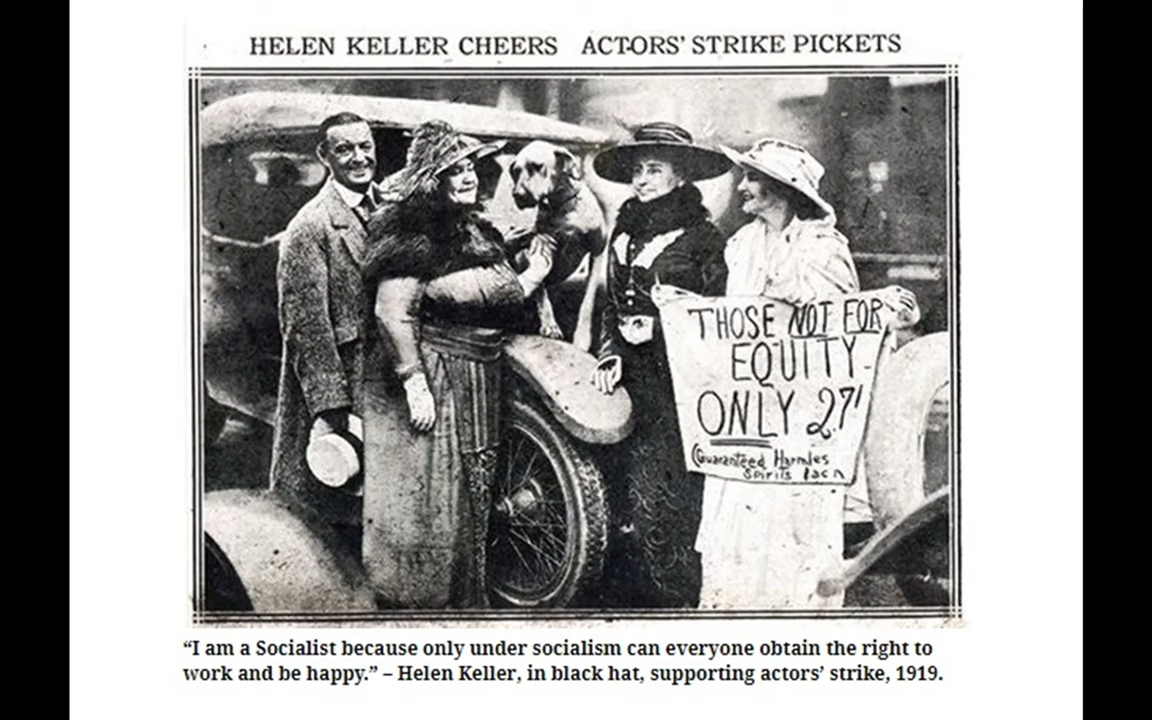 HELEN KELLER CHEERS ACTORS' STRIKE PICKETS
THOSE NOT FOR
EQUITY
ONLY 27'
(Guaranteed Harmles
Spirits
“I am a Socialist because only under socialism can everyone obtain the right to
work and be happy.” – Helen Keller, in black hat, supporting actors’ strike, 1919.